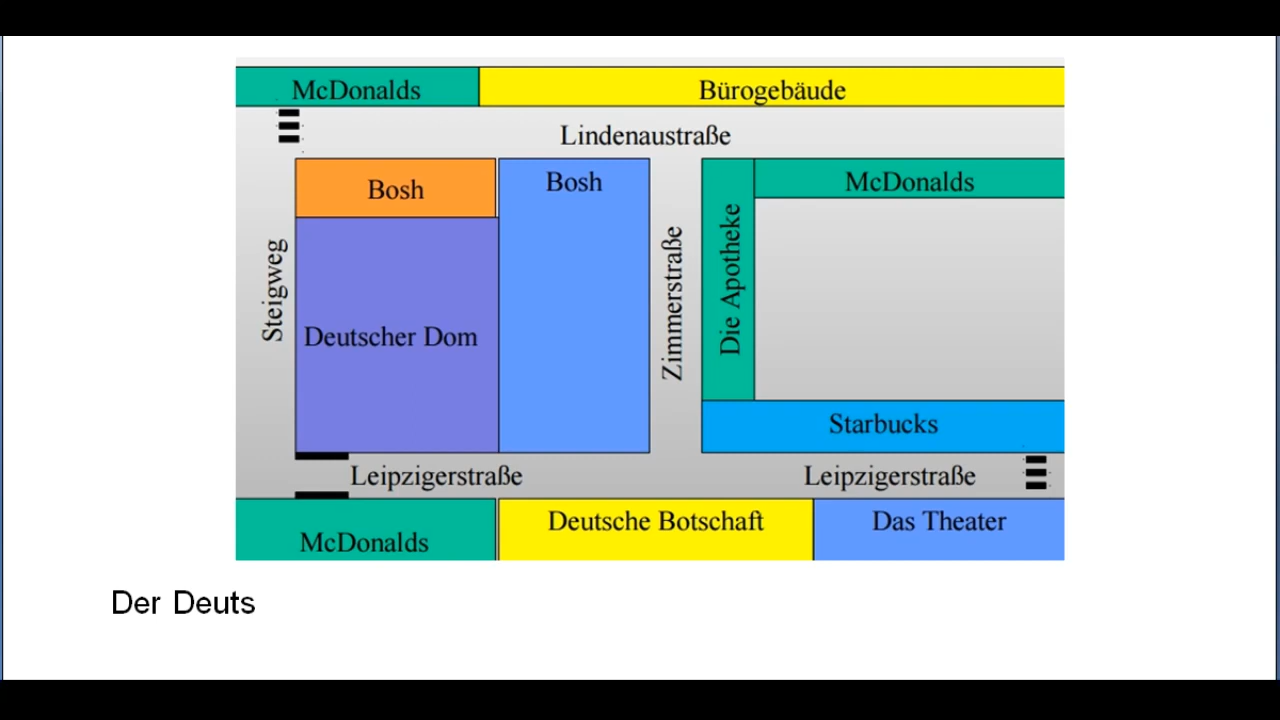 McDonalds
Bürogebäude
Lindenaustraße
Bosh
Bosh
McDonalds
Steigweg
Deutscher Dom
Zimmerstraße
Die Apotheke
Starbucks
Leipzigerstraße
Leipzigerstraße
McDonalds
Deutsche Botschaft
Das Theater
Der Deuts